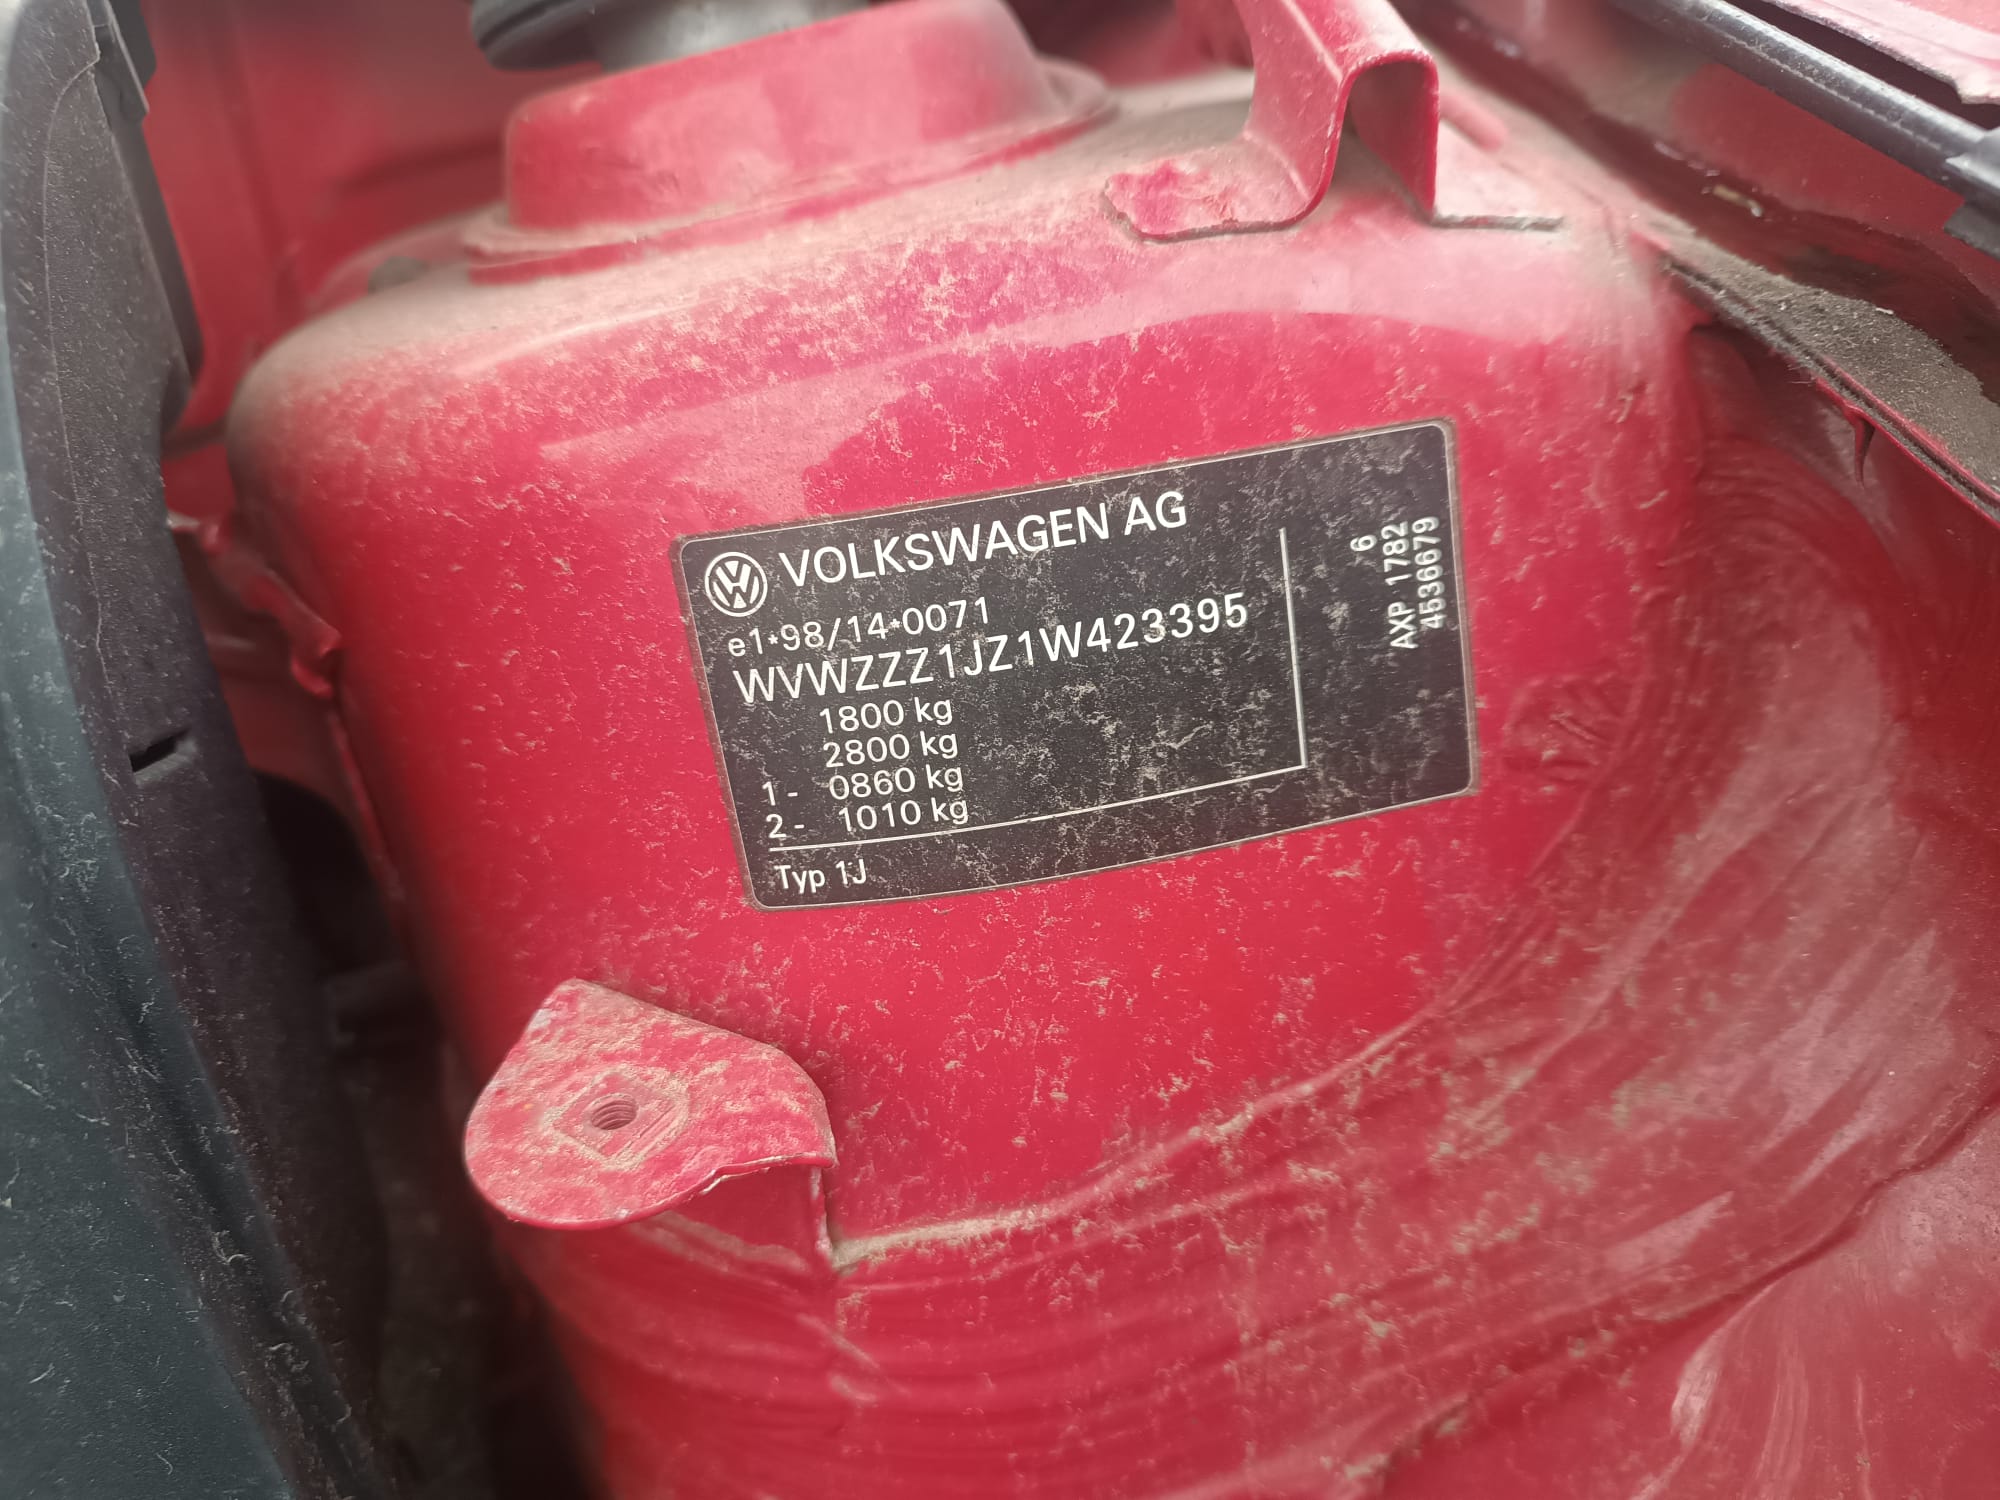 VOLKSWAGEN AG
e1*98/14*0071
WVWZZZ1JZ1W423395
1800 kg
2800 kg
1- 0860 kg
2- 1010 kg
Typ 1J
6
AXP 1782
4536679